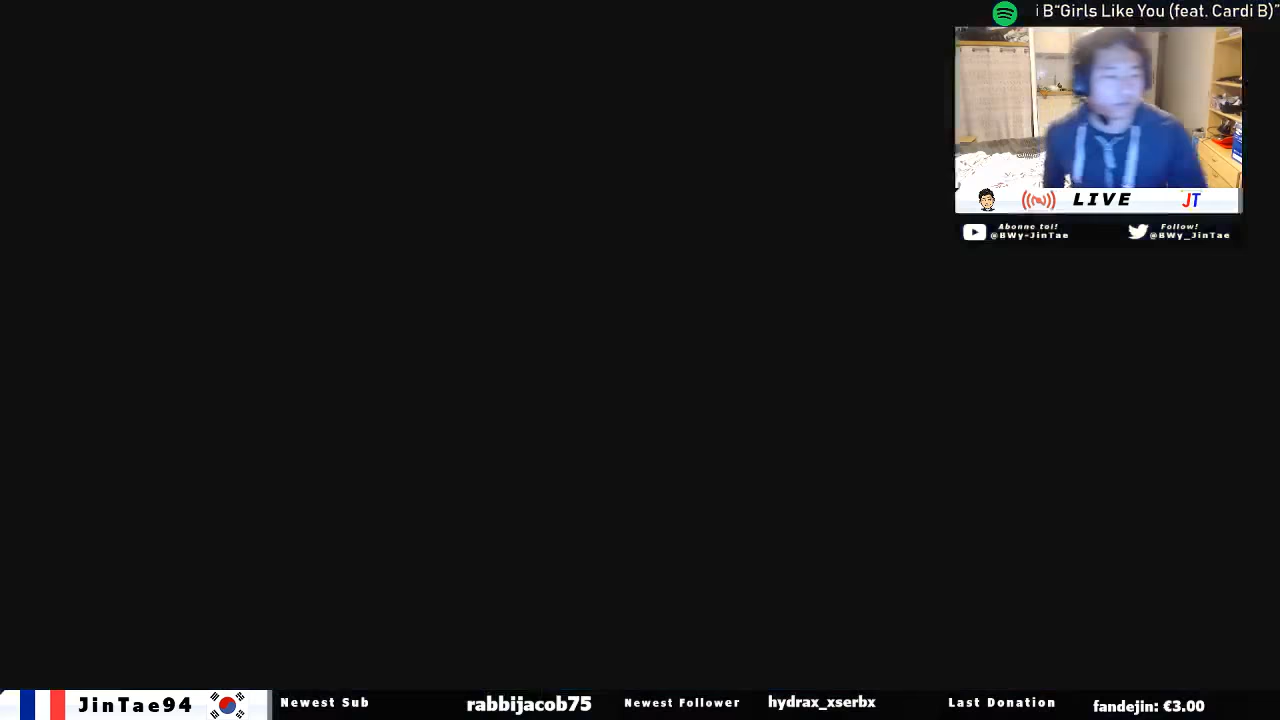 i B“Girls Like You (feat. Cardi B)”
LIVE
JT
Abonne toi!
@BWy-JinTae
Follow!
@BWy_JinTae
JinTae94
Newest Sub
rabbijacob75
Newest Follower
hydrax_xserbx
Last Donation
fandejin: €3.00